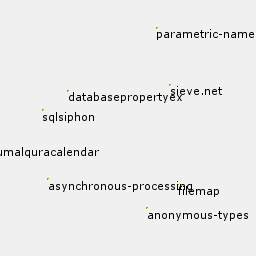 parametric-name
sieve.net
databasepropertyex
sqlsiphon
umalquracalendar
asynchronous-processing
filemap
anonymous-types